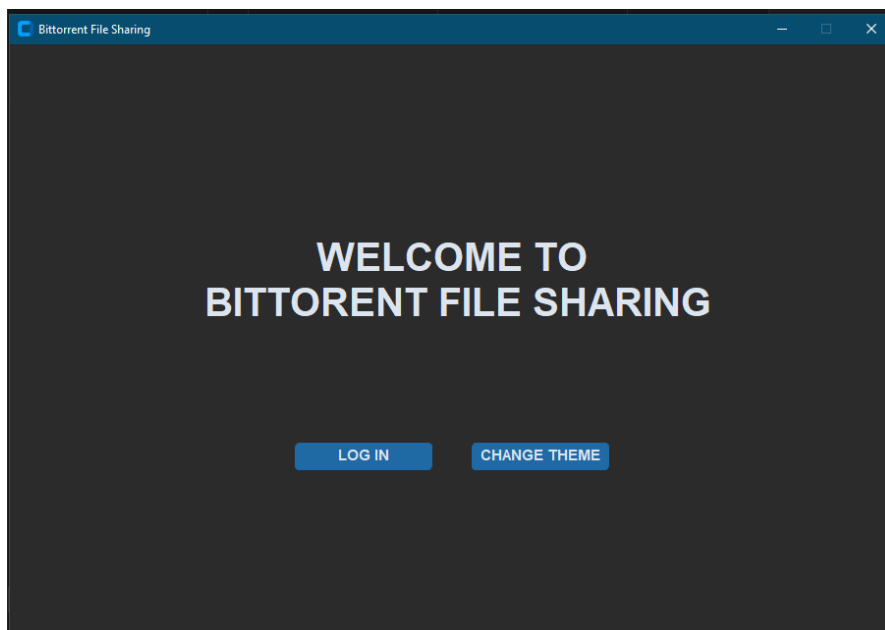 Bittorrent File Sharing
WELCOME TO
BITTORENT FILE SHARING
LOG IN
CHANGE THEME